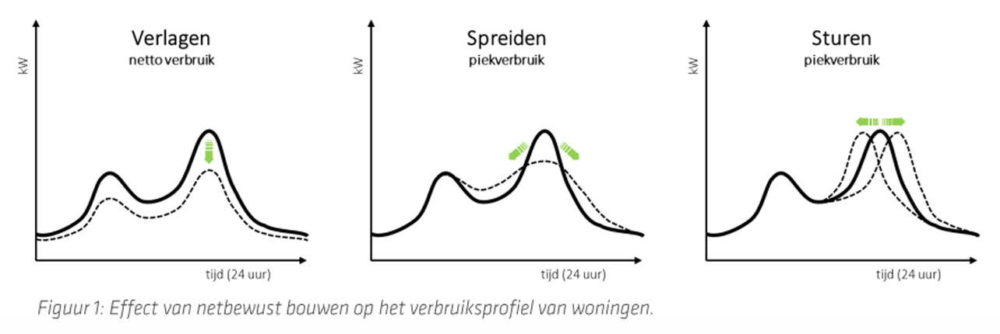 Verlagen
netto verbruik
kW
tijd (24 uur)
Spreiden
piekverbruik
kW
tijd (24 uur)
Sturen
piekverbruik
kW
tijd (24 uur)
Figuur 1: Effect van netbewust bouwen op het verbruiksprofiel van woningen.